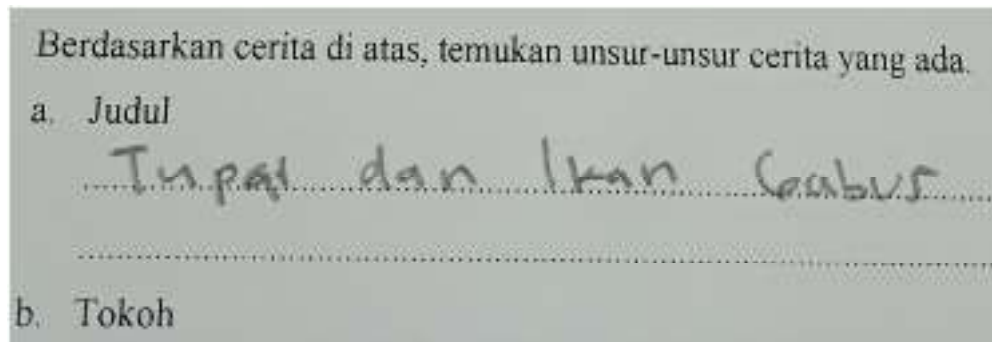 Berdasarkan cerita di atas, temukan unsur-unsur cerita yang ada.
a. Judul
Tupai dan Ikan Gabus
b. Tokoh